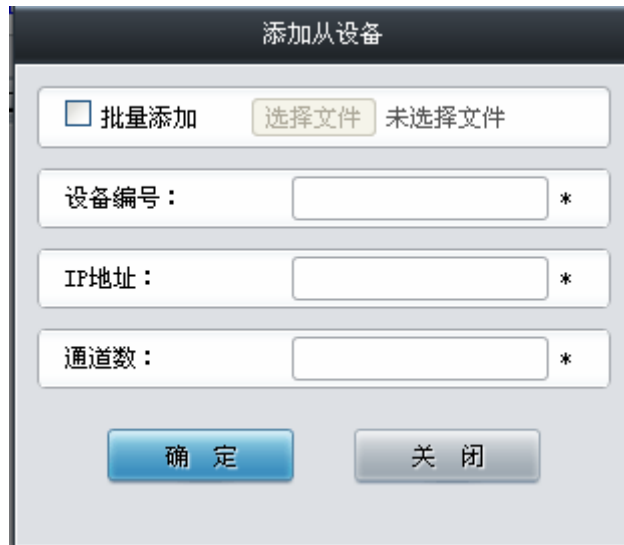 添加从设备
批量添加 选择文件 未选择文件
设备编号： *
IP地址： *
通道数： *
确 定 关 闭